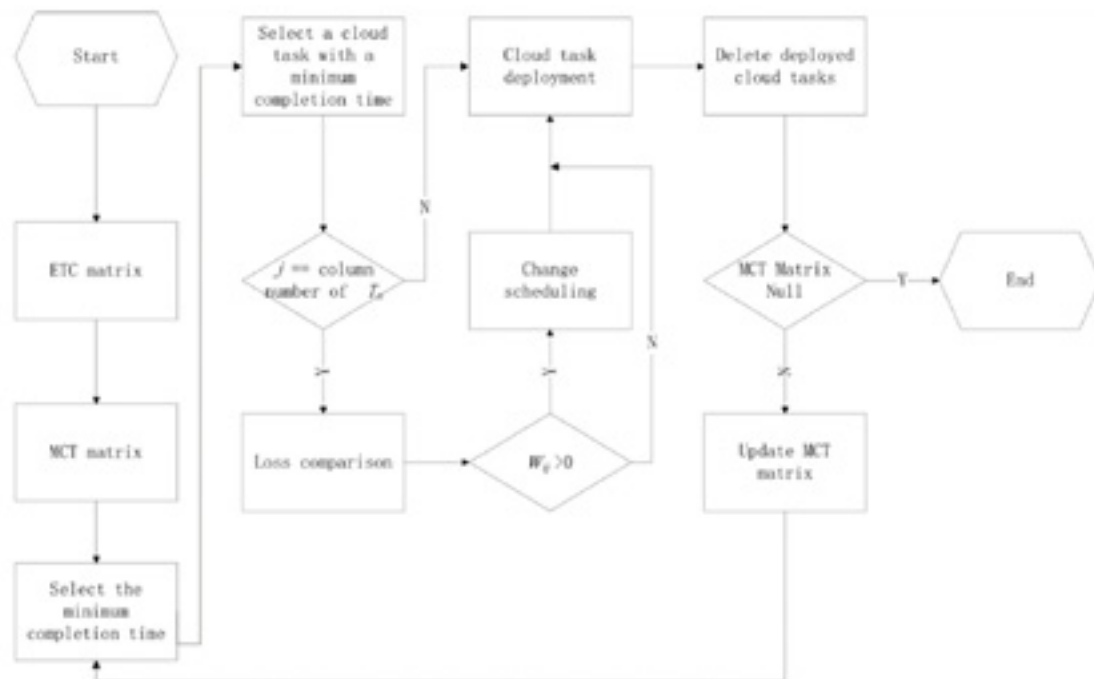 Start
ETC matrix
MCT matrix
Select the
minimum
completion time
Select a cloud
task with a
minimum
completion time
j == column
number of
Y
N
Loss comparison
>0
Y
N
Change
scheduling
Cloud task
deployment
Delete deployed
cloud tasks
MCT Matrix
Null
Y
N
End
Update MCT
matrix